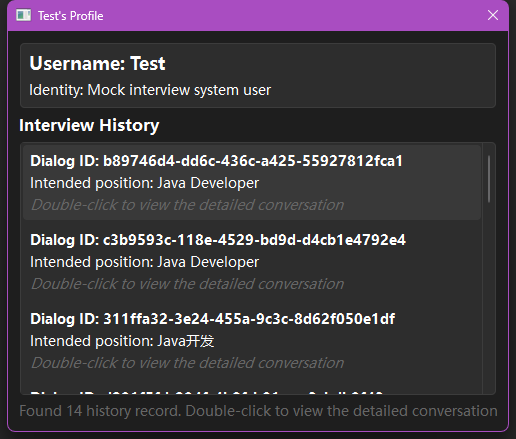 Test's Profile
Username: Test
Identity: Mock interview system user
Interview History
Dialog ID: b89746d4-dd6c-436c-a425-55927812fca1
Intended position: Java Developer
Double-click to view the detailed conversation
Dialog ID: c3b9593c-118e-4529-bd9d-d4cb1e4792e4
Intended position: Java Developer
Double-click to view the detailed conversation
Dialog ID: 311ffa32-3e24-455a-9c3c-8d62f050e1df
Intended position: Java开发
Double-click to view the detailed conversation
Dialog ID:
Found 14 history record. Double-click to view the detailed conversation